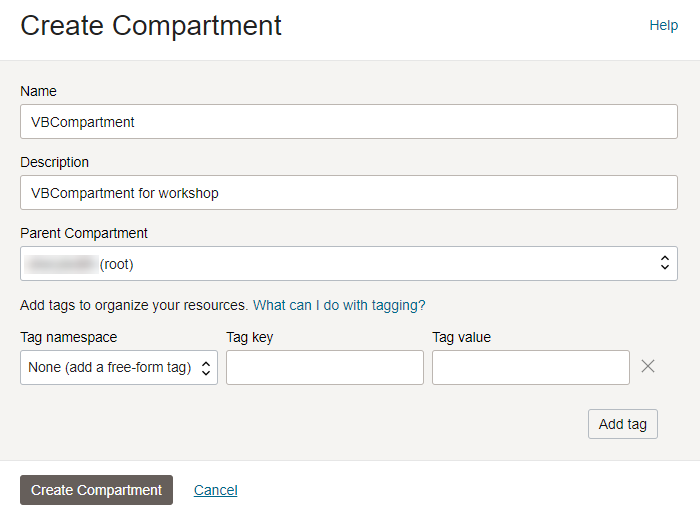 Create Compartment
Help
Name
VBCompartment
Description
VBCompartment for workshop
Parent Compartment
(root)
Add tags to organize your resources. What can I do with tagging?
Tag namespace Tag key Tag value
None (add a free-form tag)
Add tag
Create Compartment Cancel